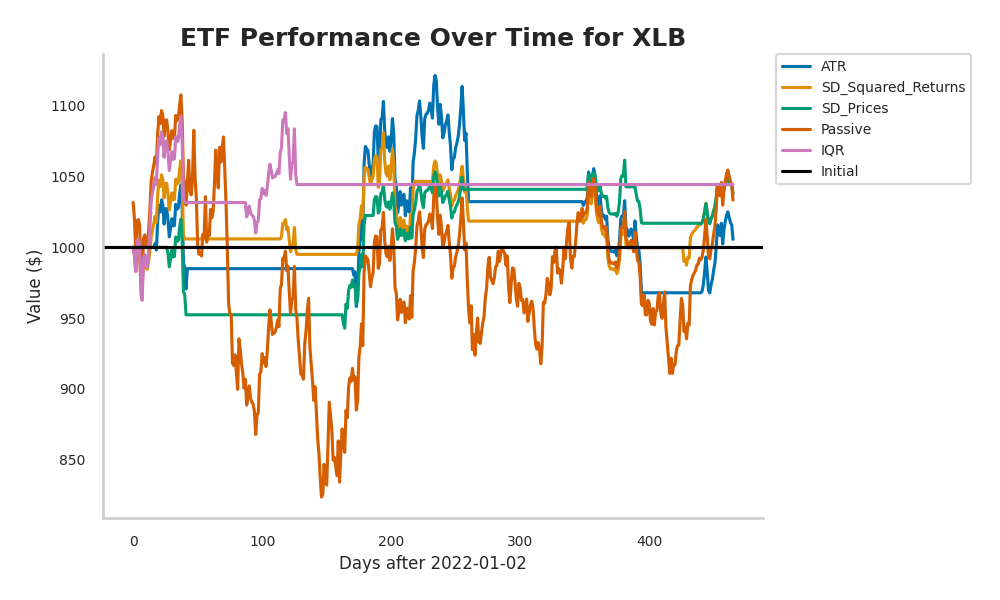 ETF Performance Over Time for XLB
ATR
SD_Squared_Returns
SD_Prices
Passive
IQR
Initial
Value ($)
1100
1050
1000
950
900
850
0 100 200 300 400
Days after 2022-01-02